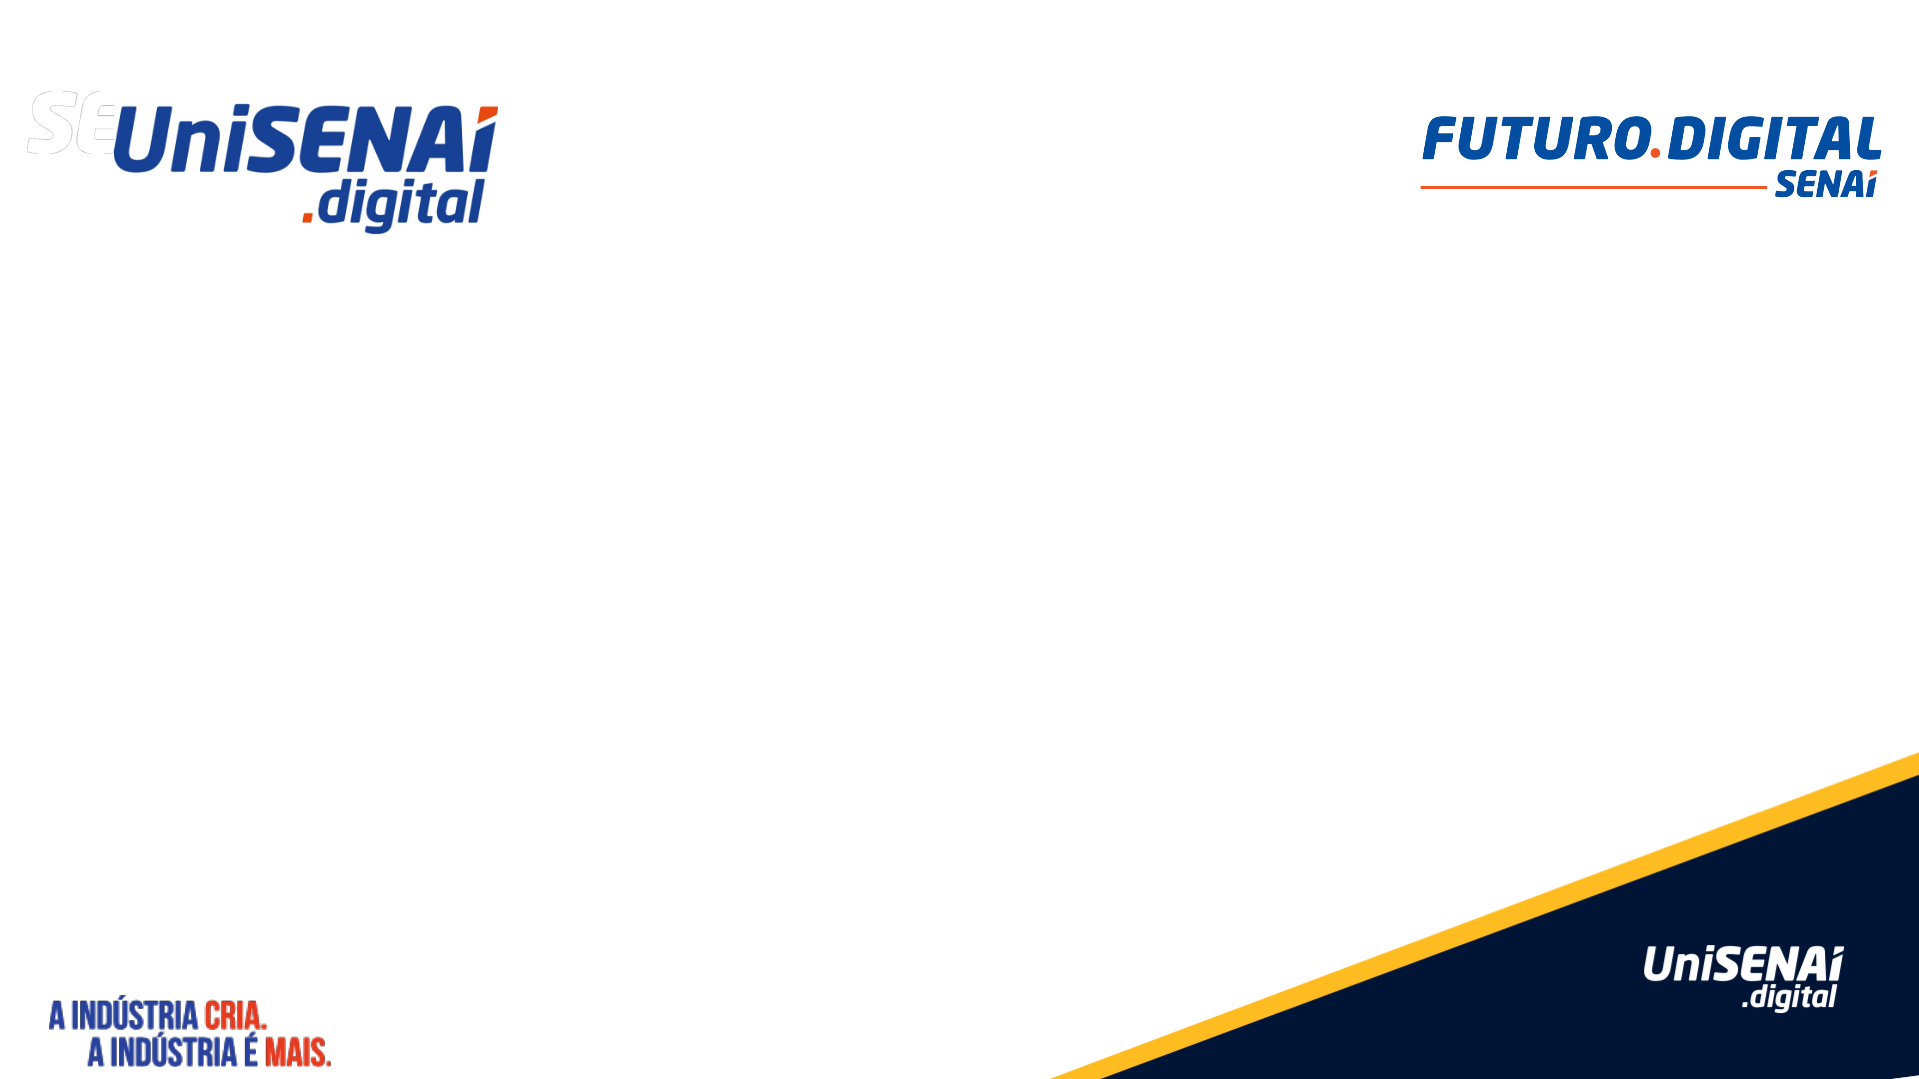 SE
UniSENAI
.digital
FUTURO.DIGITAL
SENAI
UniSENAI
.digital
A INDÚSTRIA CRIA.
A INDÚSTRIA É MAIS.